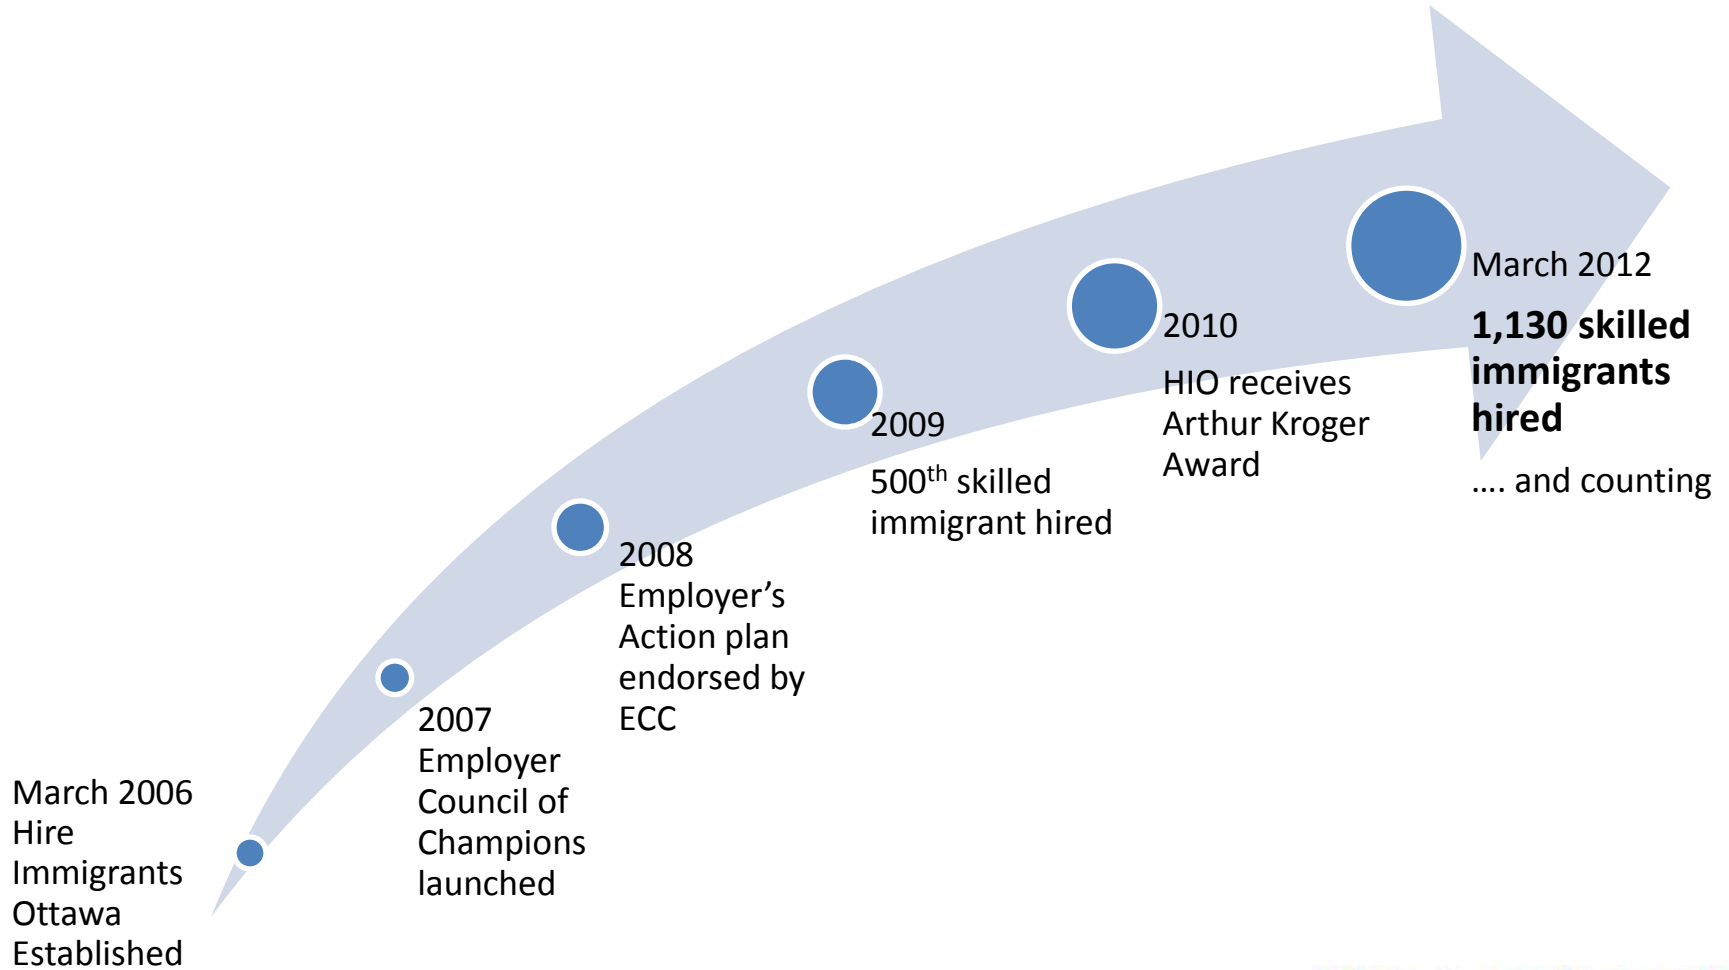 March 2006
Hire
Immigrants
Ottawa
Established
2007
Employer
Council of
Champions
launched
2008
Employer’s
Action plan
endorsed by
ECC
2009
500th skilled
immigrant hired
2010
HIO receives
Arthur Kroger
Award
March 2012
1,130 skilled
immigrants
hired
.... and counting